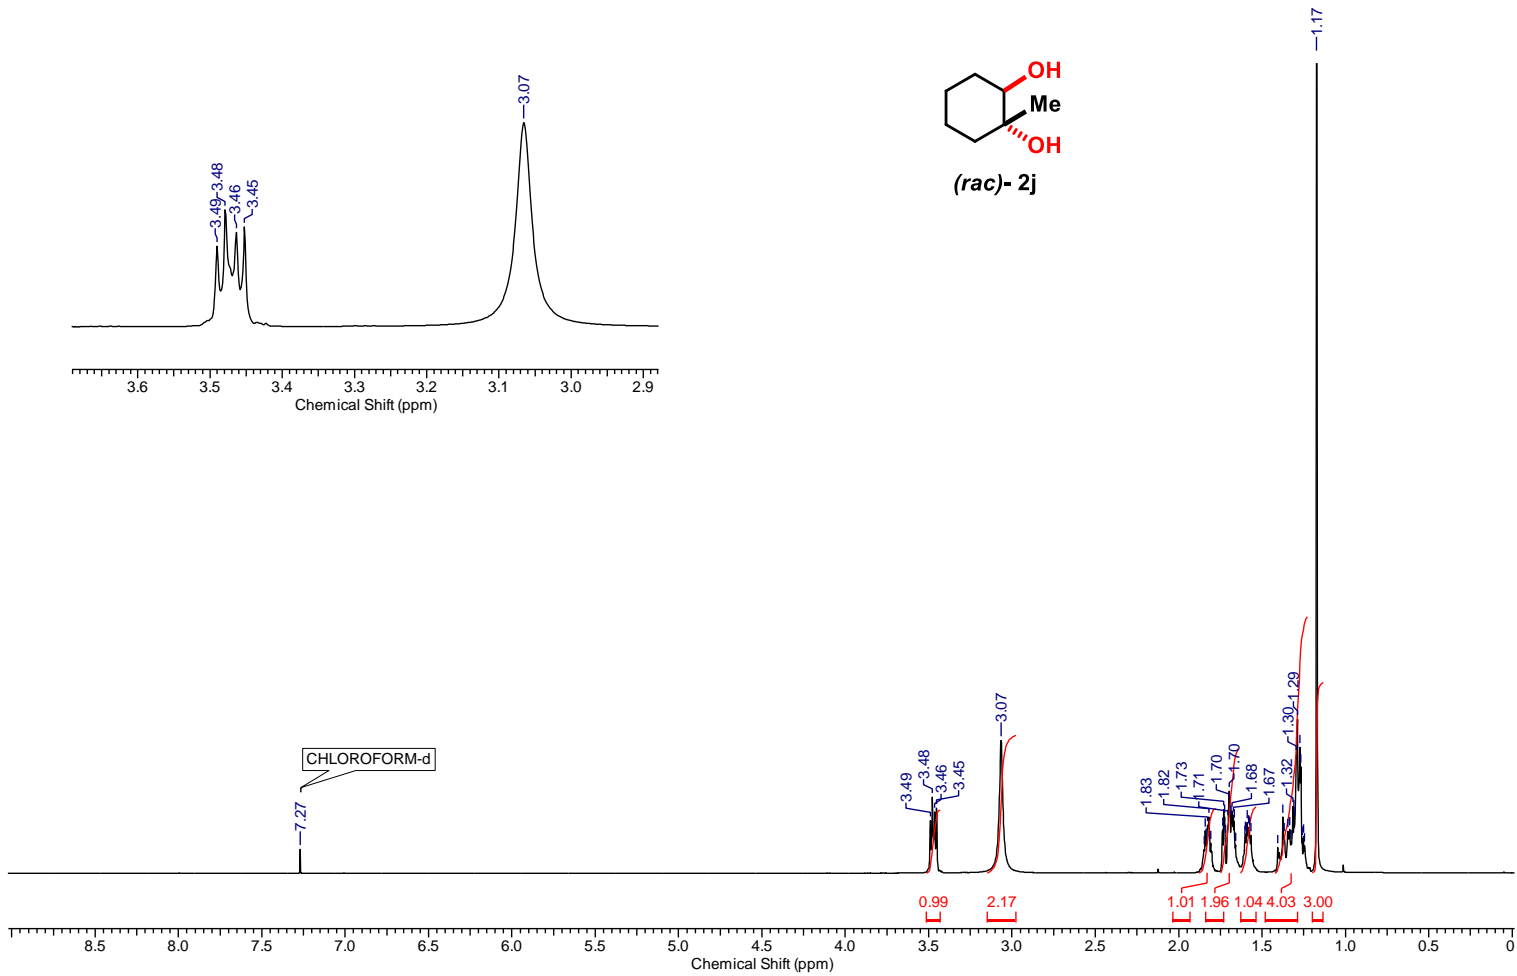 1.17
3.07
3.49
3.48
3.46
3.45
3.6 3.5 3.4 3.3 3.2 3.1 3.0 2.9
Chemical Shift (ppm)
OH
Me
OH
(rac)- 2j
CHLOROFORM-d
7.27
3.49
3.48
3.46
3.45
3.07
1.83
1.82
1.73
1.71
1.70
1.70
1.68
1.67
1.32
1.30
1.29
0.99 2.17 1.01 1.96 1.04 4.03 3.00
8.5 8.0 7.5 7.0 6.5 6.0 5.5 5.0 4.5 4.0 3.5 3.0 2.5 2.0 1.5 1.0 0.5 0
Chemical Shift (ppm)